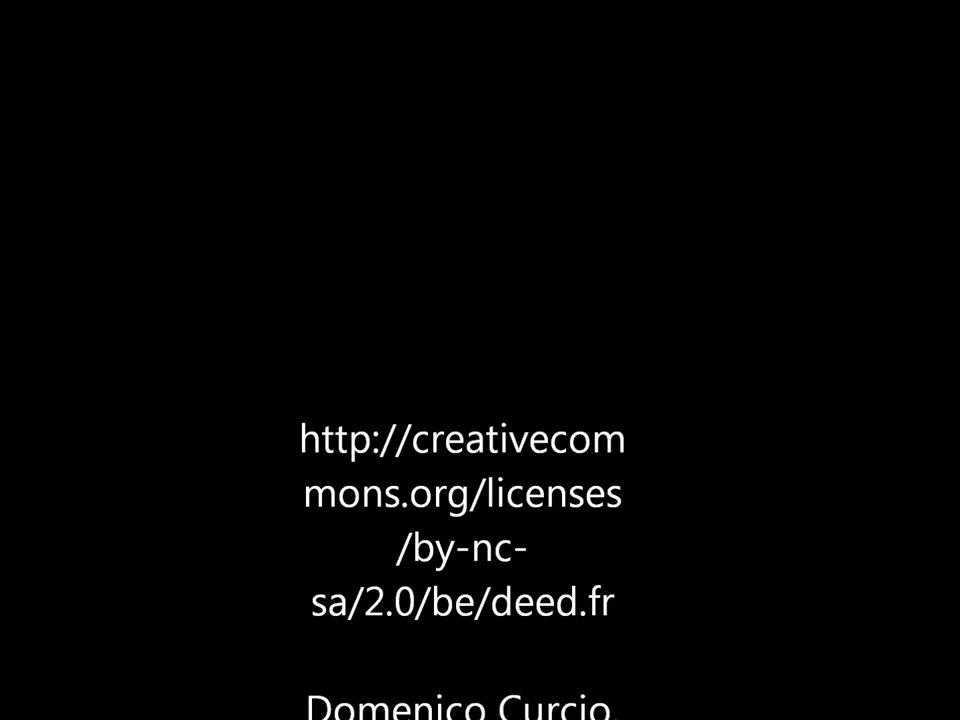 http://creativecom
mons.org/licenses
/by-nc-
sa/2.0/be/deed.fr
Domenico Curcio.